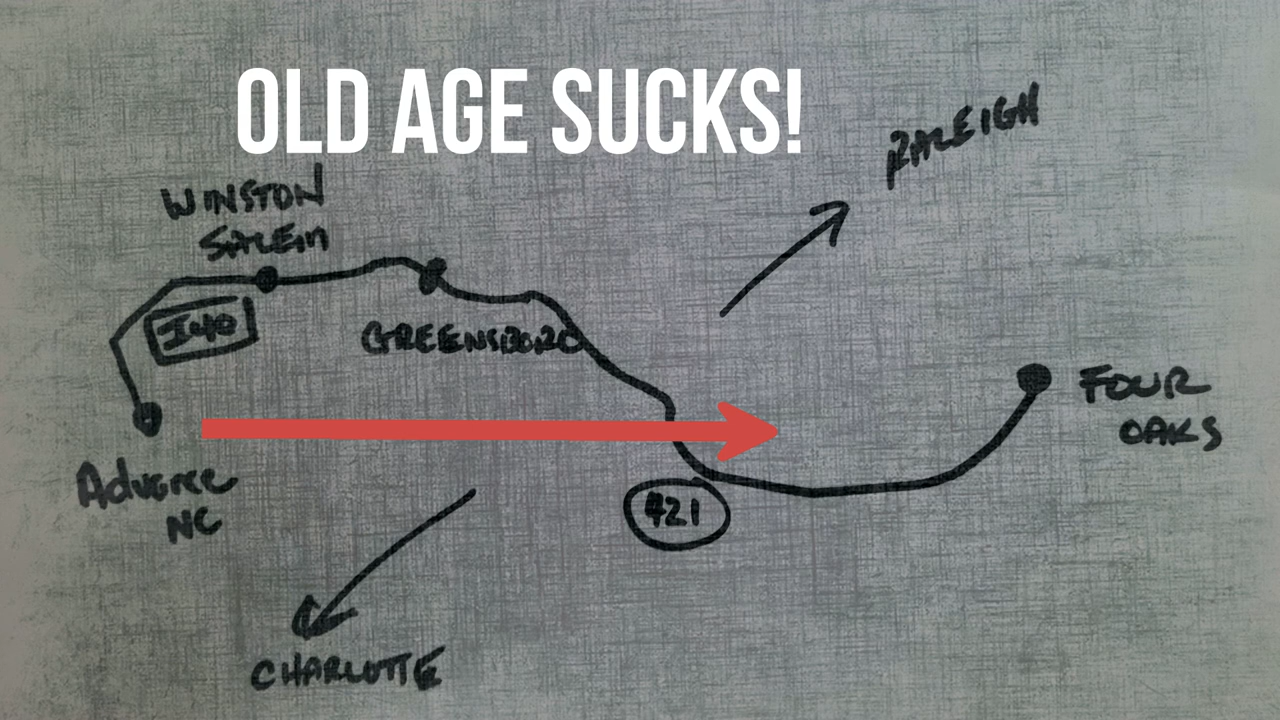 OLD AGE SUCKS!
RALEIGH
WINSTON
SALEM
I40
GREENSBORO
FOUR
OAKS
Advance
NC
421
CHARLOTTE